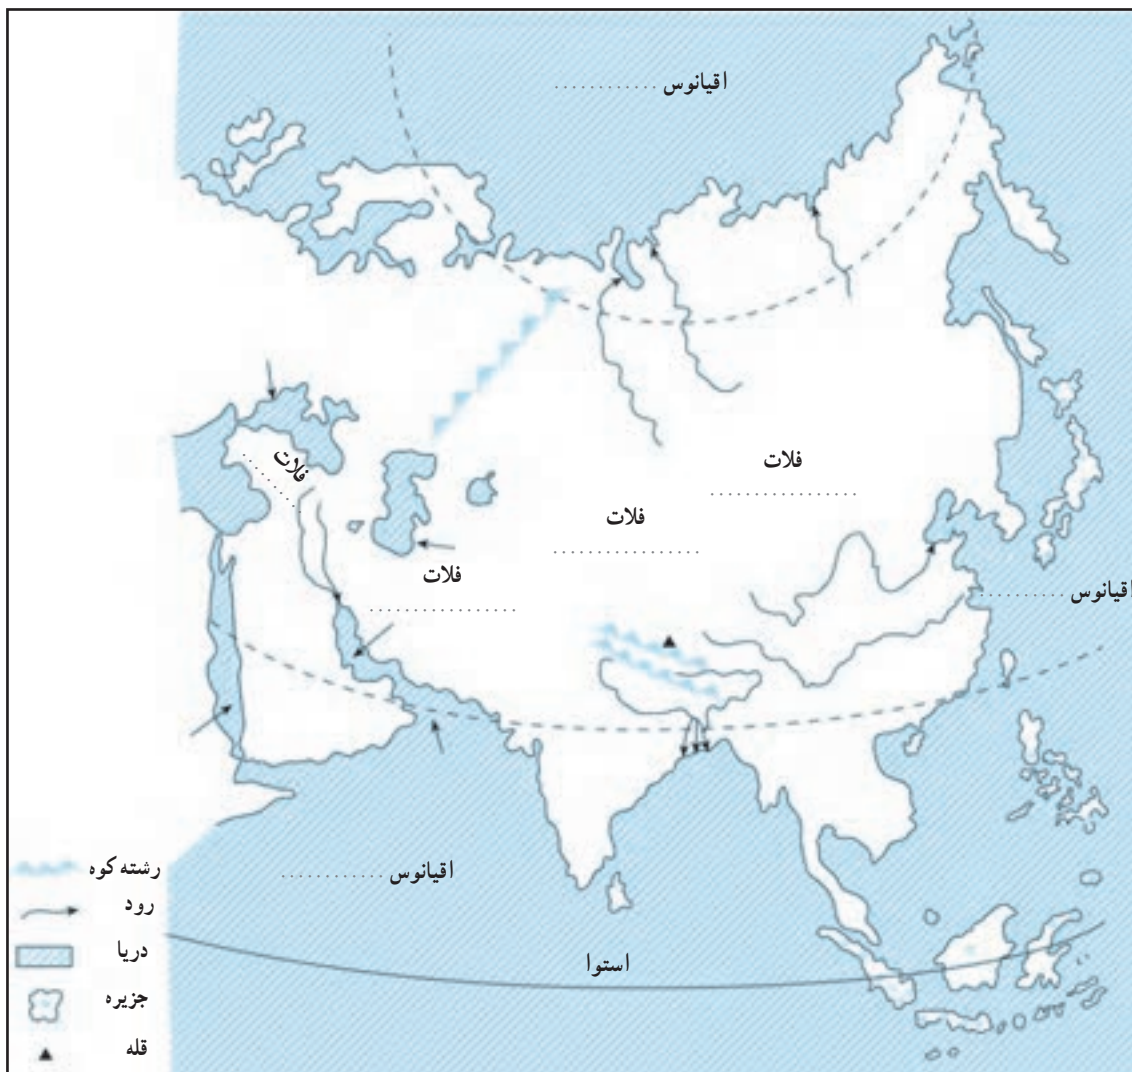 اقیانوس ............
فلات
................
فلات
................
فلات
............
فلات
................
اقیانوس ............
اقیانوس ............
استوا
رشته کوه
رود
دریا
جزیره
قله